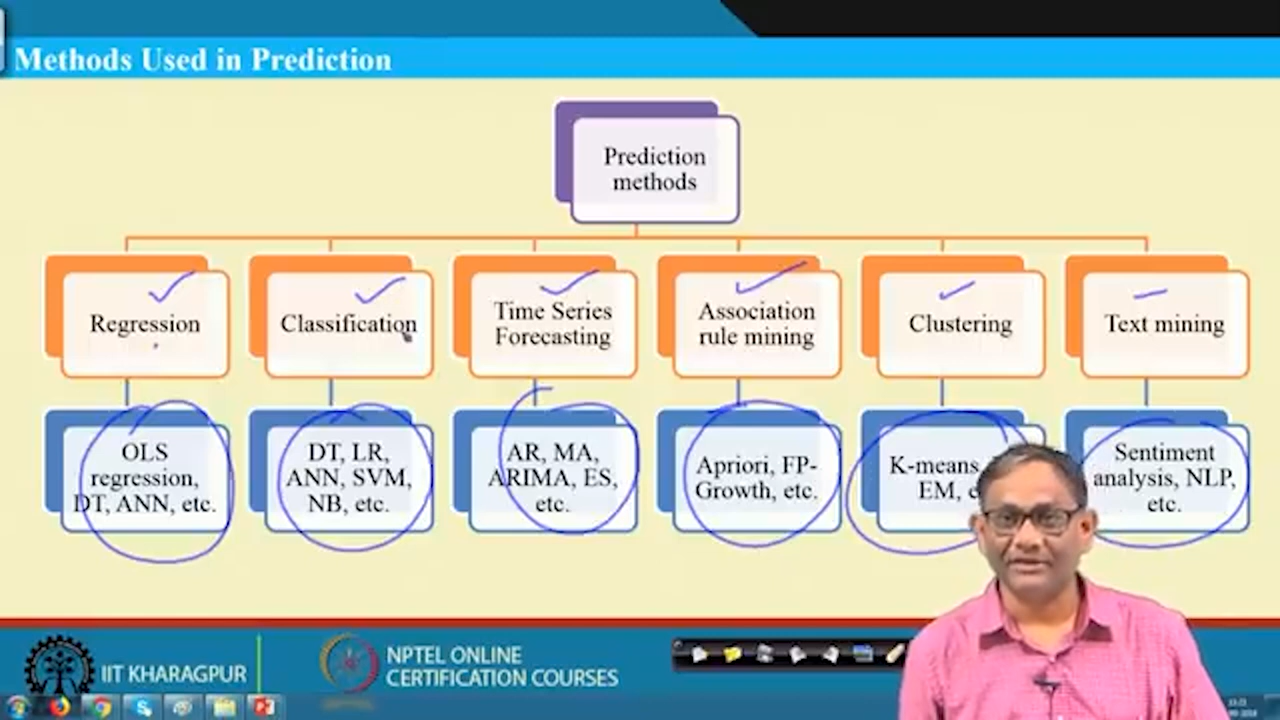 Methods Used in Prediction
Prediction
methods
Regression
Classification
Time Series
Forecasting
Association
rule mining
Clustering
Text mining
OLS
regression,
DT, ANN, etc.
DT, LR,
ANN, SVM,
NB, etc.
AR, MA,
ARIMA, ES,
etc.
Apriori, FP-
Growth, etc.
K-means
EM,
Sentiment
analysis, NLP,
etc.
IIT KHARAGPUR
NPTEL ONLINE
CERTIFICATION COURSES